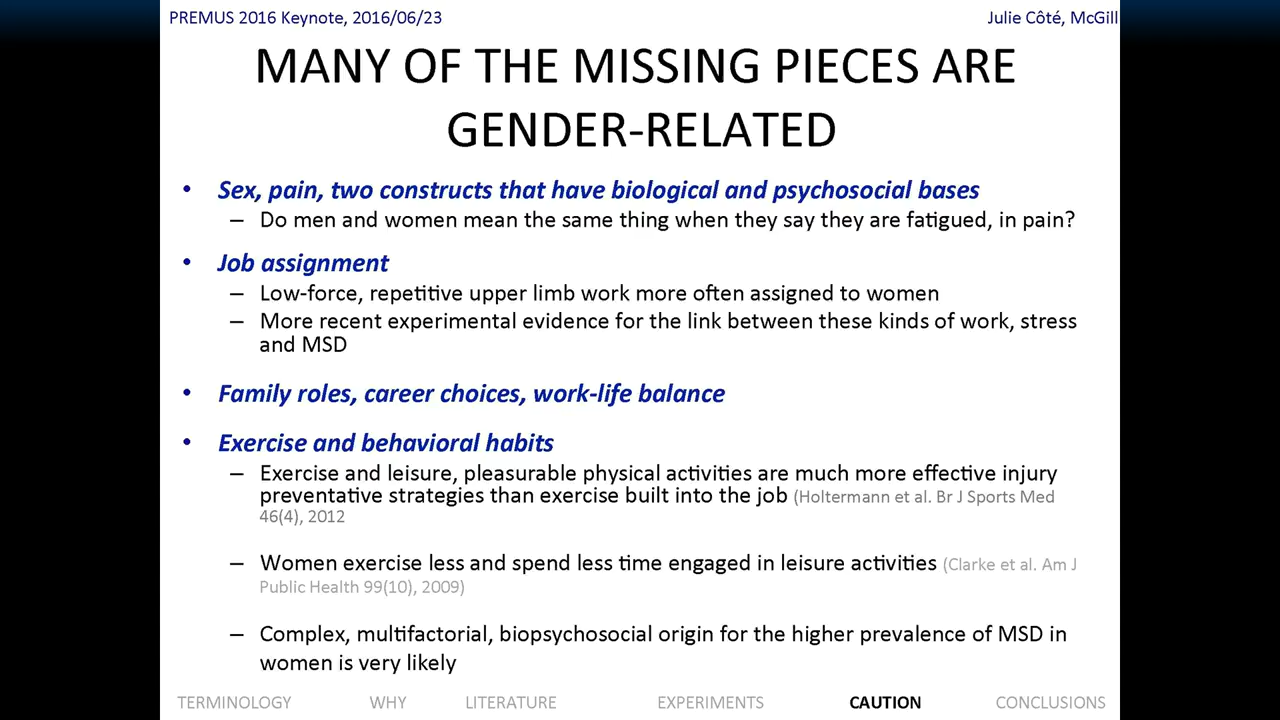 PREMUS 2016 Keynote, 2016/06/23
Julie Côté, McGill
MANY OF THE MISSING PIECES ARE
GENDER-RELATED
• Sex, pain, two constructs that have biological and psychosocial bases
– Do men and women mean the same thing when they say they are fatigued, in pain?
• Job assignment
– Low-force, repetitive upper limb work more often assigned to women
– More recent experimental evidence for the link between these kinds of work, stress
and MSD
• Family roles, career choices, work-life balance
• Exercise and behavioral habits
– Exercise and leisure, pleasurable physical activities are much more effective injury
preventative strategies than exercise built into the job (Holtermann et al. Br J Sports Med
46(4), 2012
– Women exercise less and spend less time engaged in leisure activities (Clarke et al. Am J
Public Health 99(10), 2009)
– Complex, multifactorial, biopsychosocial origin for the higher prevalence of MSD in
women is very likely
TERMINOLOGY WHY LITERATURE EXPERIMENTS CAUTION CONCLUSIONS